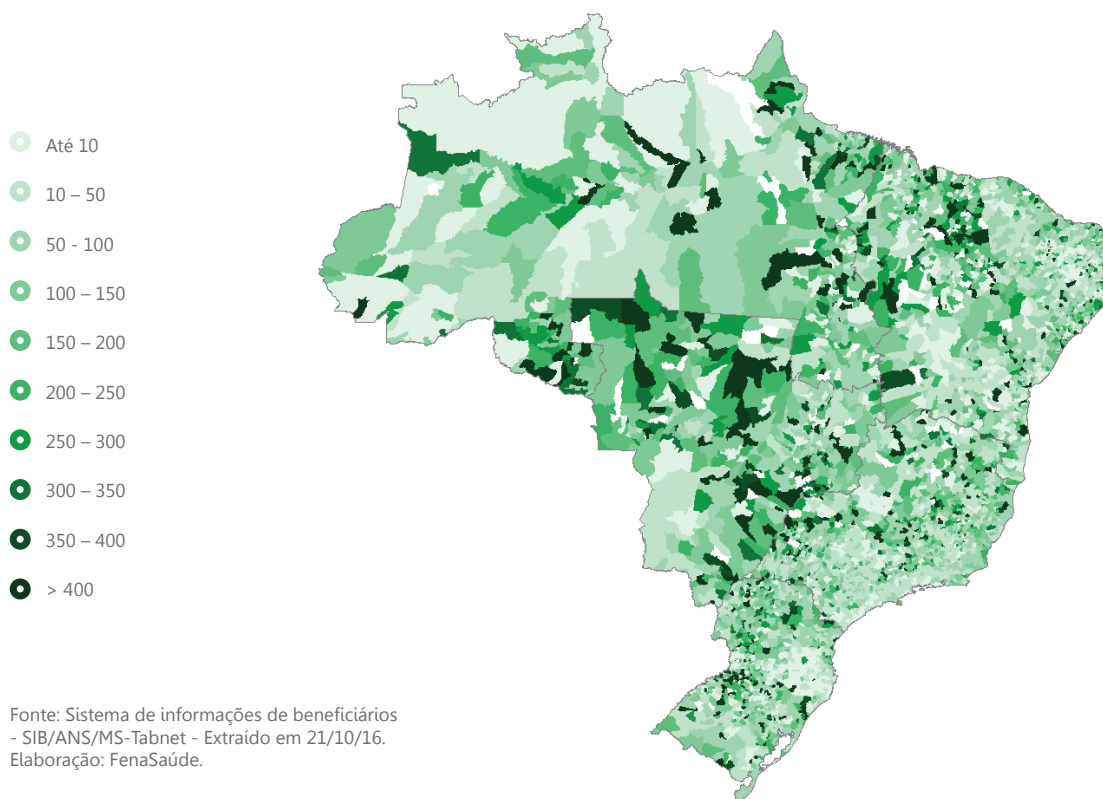 Até 10
10 – 50
50 - 100
100 – 150
150 – 200
200 – 250
250 – 300
300 – 350
350 – 400
> 400
Fonte: Sistema de informações de beneficiários
- SIB/ANS/MS-Tabnet - Extraído em 21/10/16.
Elaboração: FenaSaúde.